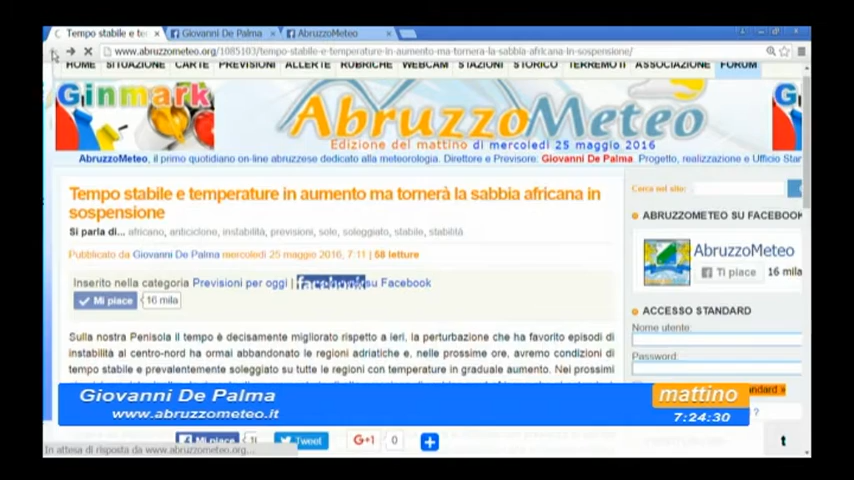 Tempo stabile e te
Giovanni De Palma
AbruzzoMeteo
www.abruzzometeo.org/1085103/tempo-stabile-e-temperature-in-aumento-ma-tornera-la-sabbia-africana-in-sospensione/
HOME SITUAZIONE CARTE PREVISIONI ALLERTE RUBRICHE WEBCAM STAZIONI STORICO TERREMOTI ASSOCIAZIONE FORUM
Ginmark
AbruzzoMeteo
Edizione del mattino di mercoledì 25 maggio 2016
AbruzzoMeteo, il primo quotidiano on-line abruzzese dedicato alla meteorologia. Direttore e Previsore: Giovanni De Palma. Progetto, realizzazione e Ufficio Star
Tempo stabile e temperature in aumento ma tornerà la sabbia africana in
sospensione
Si parla di... africano, anticiclone, instabilità, previsioni, sole, soleggiato, stabile, stabilità
Pubblicato da Giovanni De Palma mercoledì 25 maggio 2016, 7:11 | 58 letture
Inserito nella categoria Previsioni per oggi | facebook su Facebook
Mi piace 16 mila
Sulla nostra Penisola il tempo è decisamente migliorato rispetto a ieri, la perturbazione che ha favorito episodi di
instabilità al centro-nord ha ormai abbandonato le regioni adriatiche e, nelle prossime ore, avremo condizioni di
tempo stabile e prevalentemente soleggiato su tutte le regioni con temperature in graduale aumento. Nei prossimi
Cerca nel sito:
ABRUZZOMETEO SU FACEBOOK
AbruzzoMeteo
Ti piace 16 mila
ACCESSO STANDARD
Nome utente:
Password:
andard »
?
Giovanni De Palma
www.abruzzometeo.it
mattino
7:24:30
Mi piace
Tweet
G+1 0
+
t
In attesa di risposta da www.abruzzometeo.org...